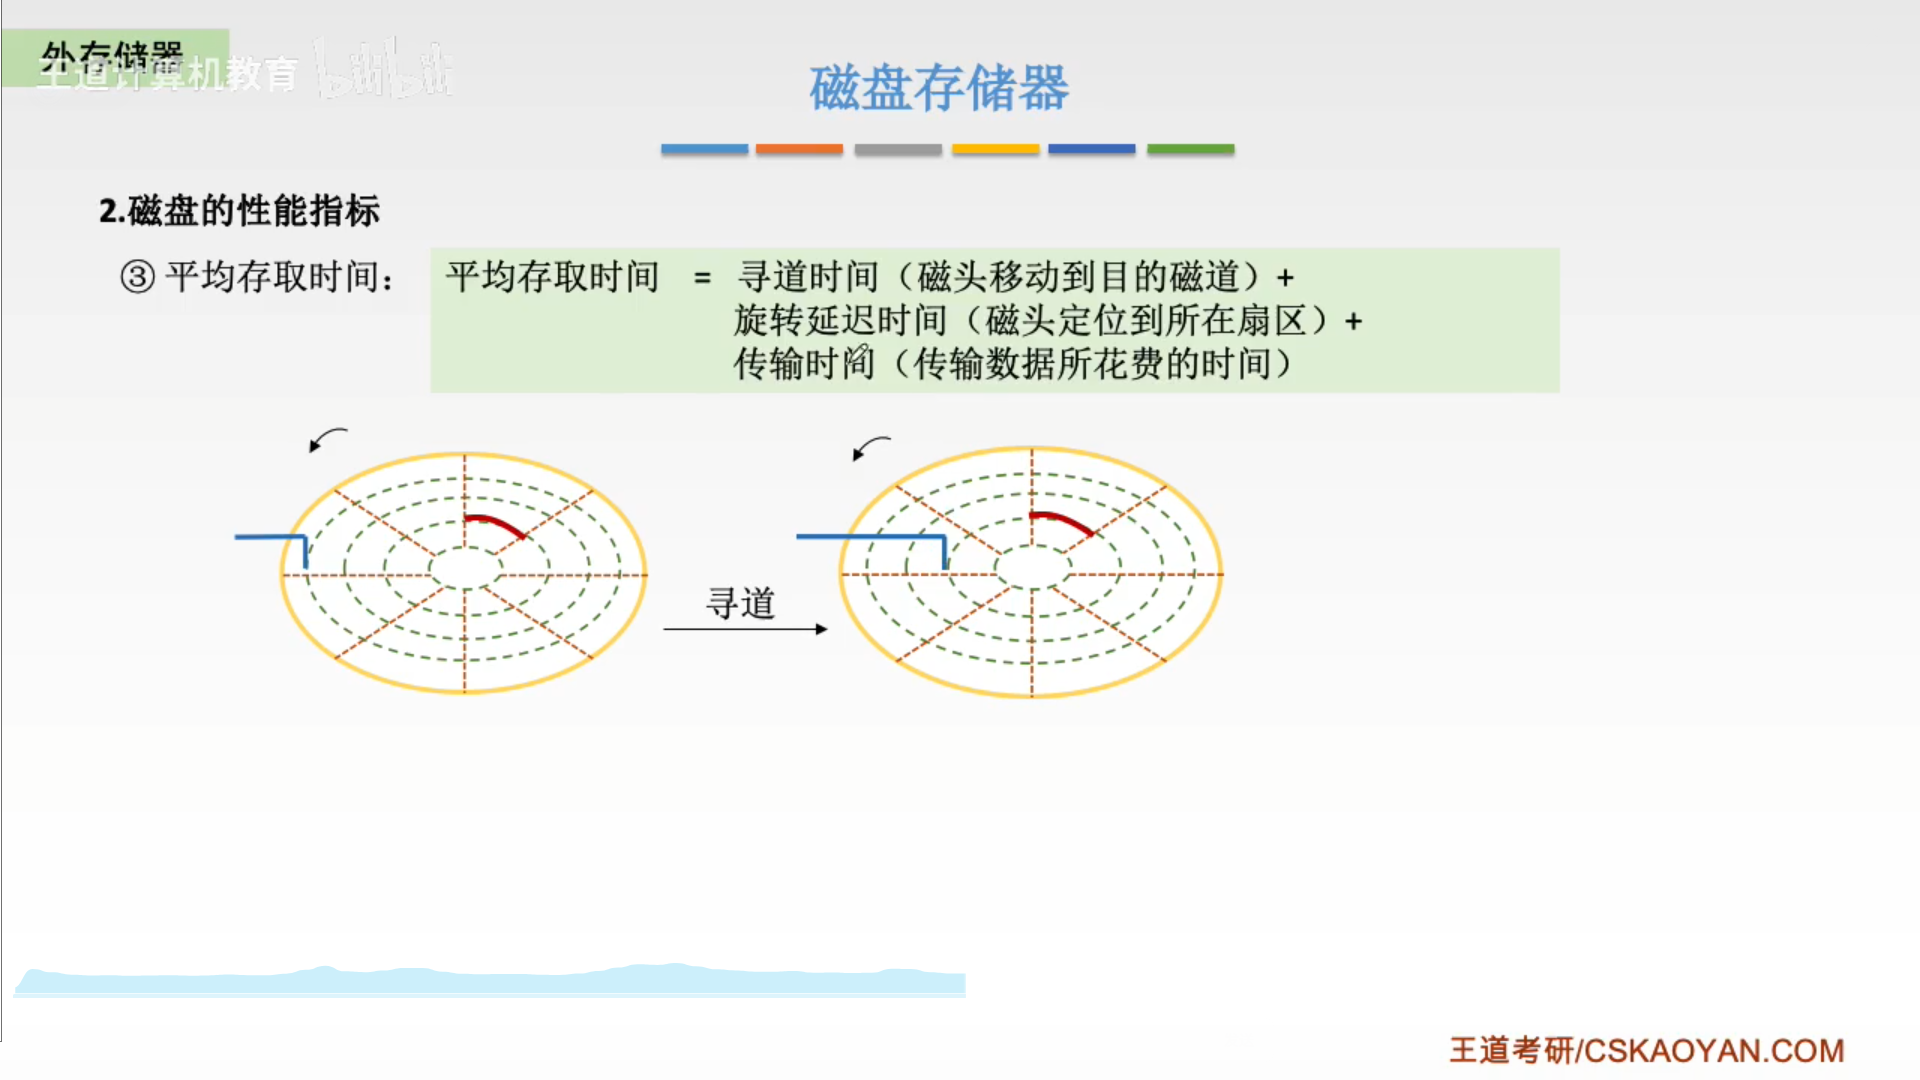 外存储器
王道计算机教育 bilibili
磁盘存储器
2.磁盘的性能指标
③ 平均存取时间： 平均存取时间 = 寻道时间（磁头移动到目的磁道）+
旋转延迟时间（磁头定位到所在扇区）+
传输时间（传输数据所花费的时间）
寻道
王道考研/CSKAOYAN.COM